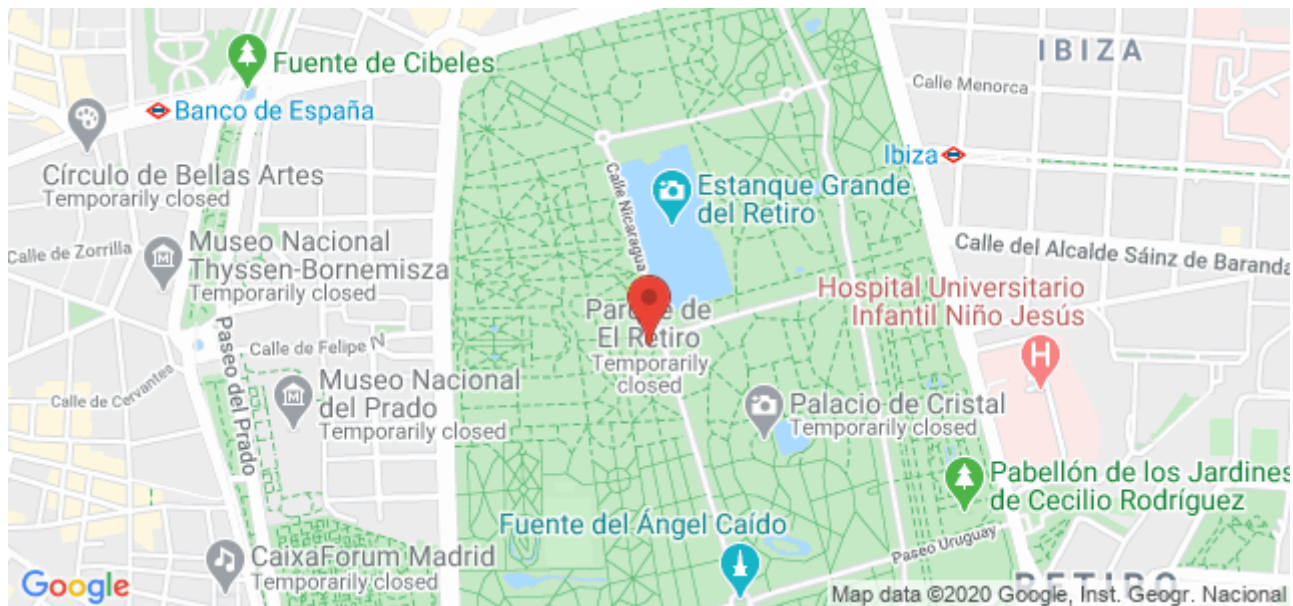 IBIZA
Fuente de Cibeles
Calle Menorca
Banco de España
Ibiza
Círculo de Bellas Artes
Temporarily closed
Calle Nicaragua
Estanque Grande
del Retiro
Calle de Zorrilla
Museo Nacional
Thyssen-Bornemisza
Temporarily closed
Calle del Alcalde Sáinz de Baranda
Hospital Universitario
Infantil Niño Jesús
Parque de
El Retiro
Temporarily
closed
Paseo del Prado
Calle de Felipe
Calle de Cervantes
Museo Nacional
del Prado
Temporarily closed
Palacio de Cristal
Temporarily closed
Pabellón de los Jardines
de Cecilio Rodríguez
Fuente del Ángel Caído
Paseo Uruguay
CaixaForum Madrid
Temporarily closed
RETIRO
Google
Map data ©2020 Google, Inst. Geogr. Nacional